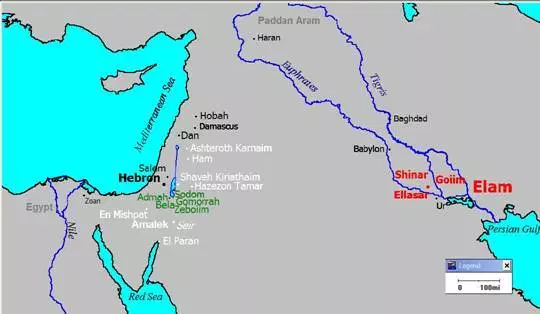 Paddan Aram
Haran
Euphrates
Tigris
Mediterranean Sea
Hobah
Damascus
Dan
Baghdad
Ashteroth Karnaim
Ham
Babylon
Salem
Hebron
Shaveh Kiriathaim
Hazezon Tamar
Shinar
Goiim
Elam
Ellasar
Ur
Admah
Sodom
Gomorrah
Bela
Zeboiim
Zoan
Egypt
En Mishpat
Amalek
Seir
Nile
El Paran
Persian Gulf
Red Sea
Legend
0 100mi